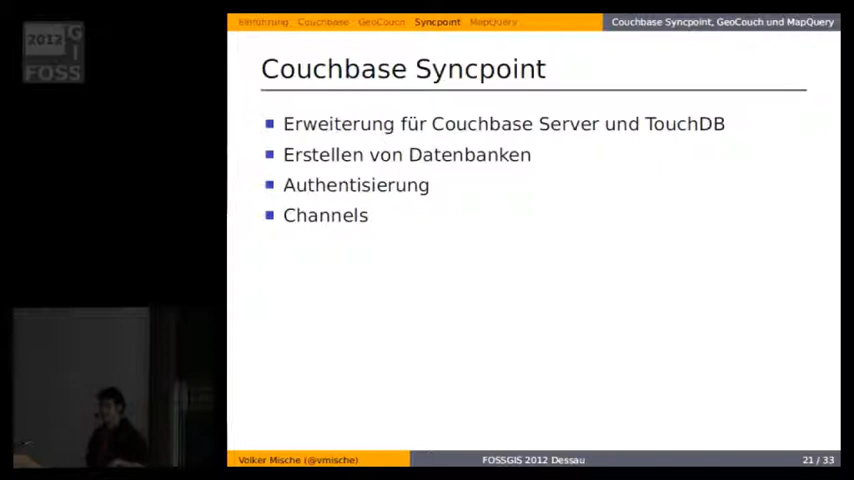 2012
GI
FOSS
Einführung Couchbase GeoCouch Syncpoint MapQuery
Couchbase Syncpoint, GeoCouch und MapQuery
Couchbase Syncpoint
Erweiterung für Couchbase Server und TouchDB
Erstellen von Datenbanken
Authentisierung
Channels
Volker Mische (@vmische)
FOSSGIS 2012 Dessau
21 / 33